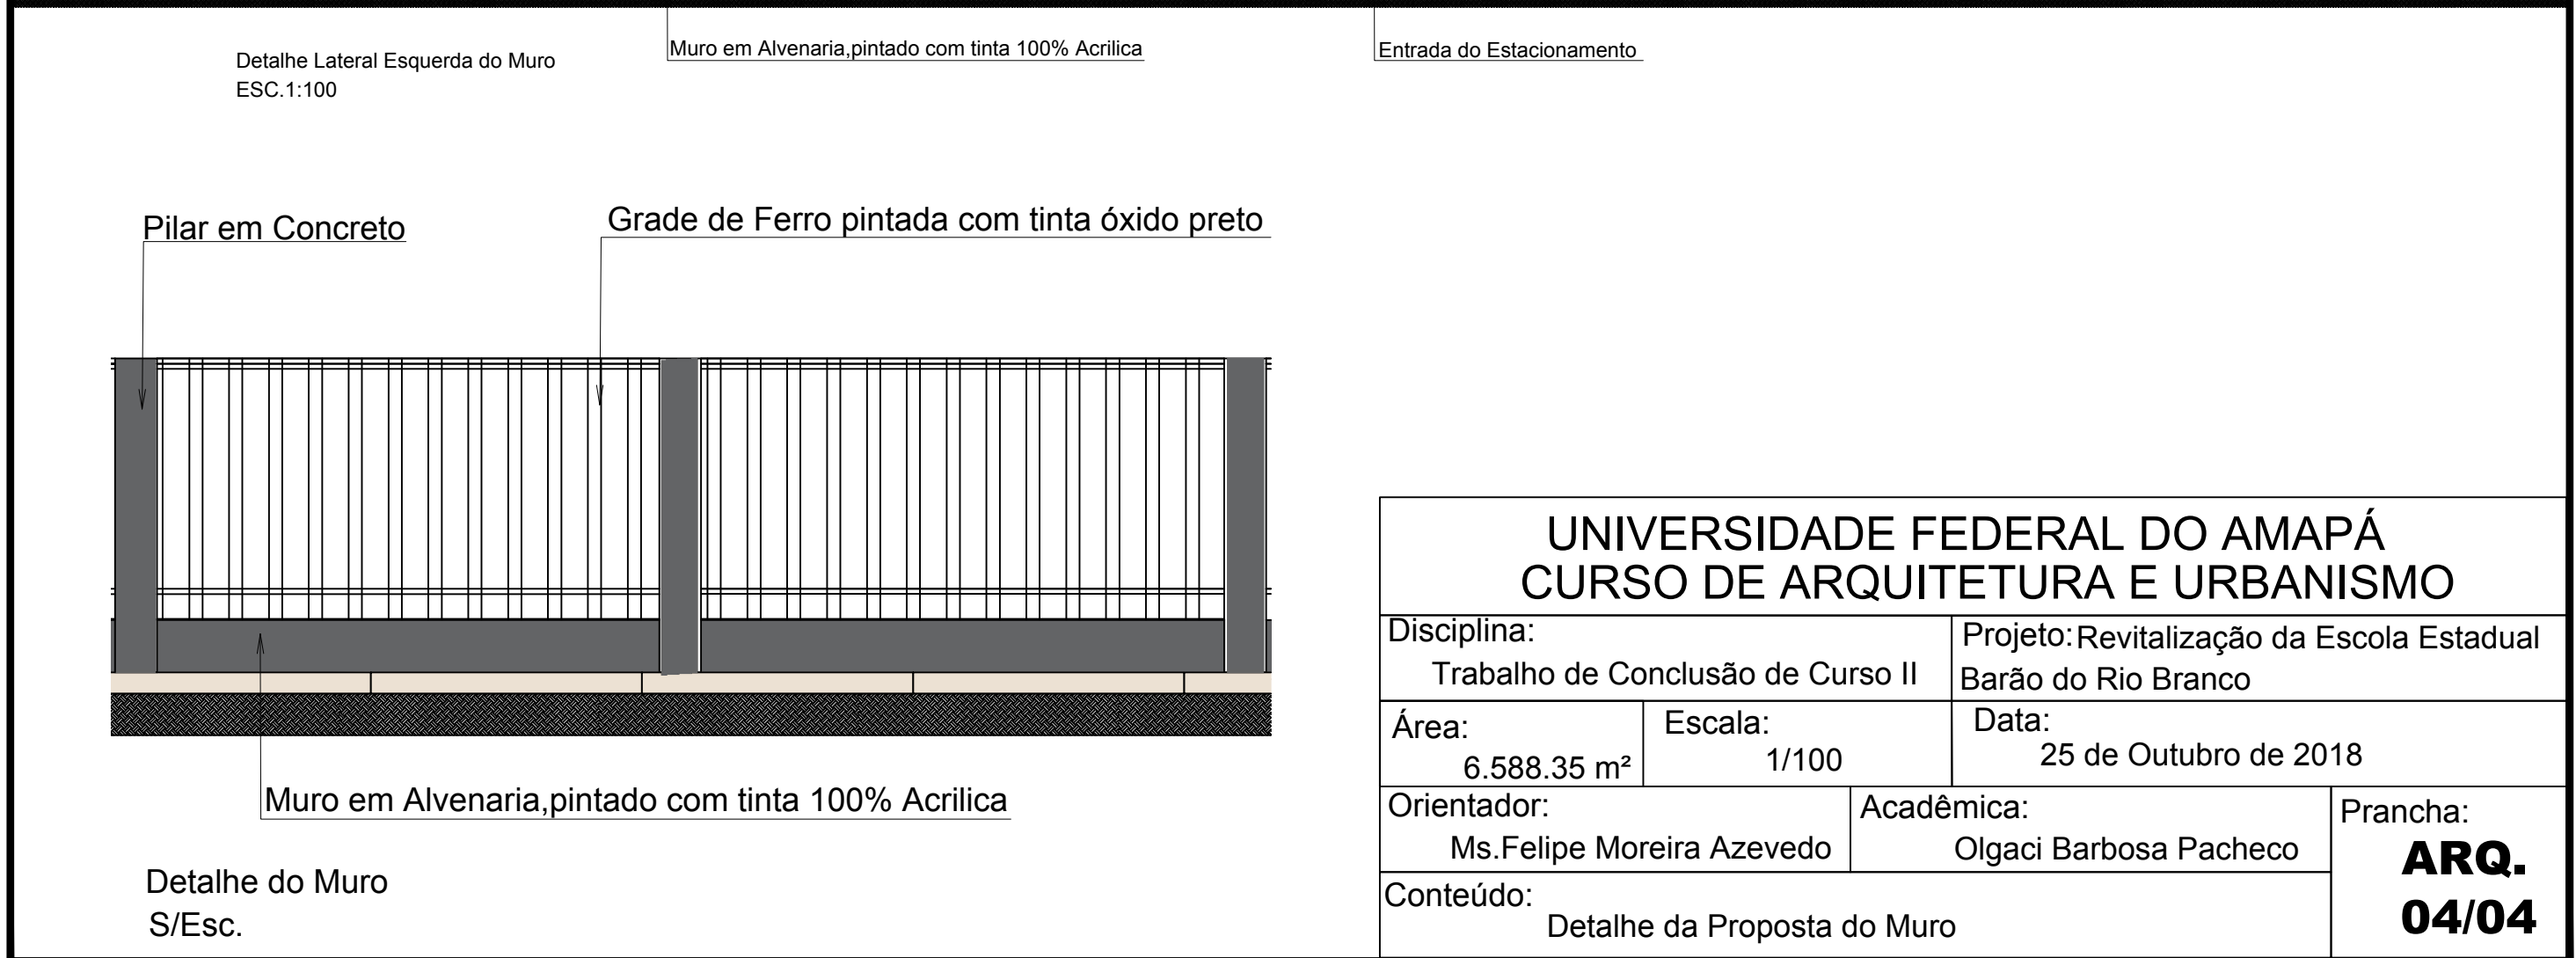 Detalhe Lateral Esquerda do Muro
ESC.1:100
Muro em Alvenaria,pintado com tinta 100% Acrilica
Entrada do Estacionamento
Pilar em Concreto
Grade de Ferro pintada com tinta óxido preto
Muro em Alvenaria,pintado com tinta 100% Acrilica
Detalhe do Muro
S/Esc.
UNIVERSIDADE FEDERAL DO AMAPÁ
CURSO DE ARQUITETURA E URBANISMO
Disciplina:
Trabalho de Conclusão de Curso II
Projeto: Revitalização da Escola Estadual
Barão do Rio Branco
Área:
6.588.35 m²
Escala:
1/100
Data:
25 de Outubro de 2018
Orientador:
Ms.Felipe Moreira Azevedo
Acadêmica:
Olgaci Barbosa Pacheco
Prancha:
ARQ.
04/04
Conteúdo:
Detalhe da Proposta do Muro